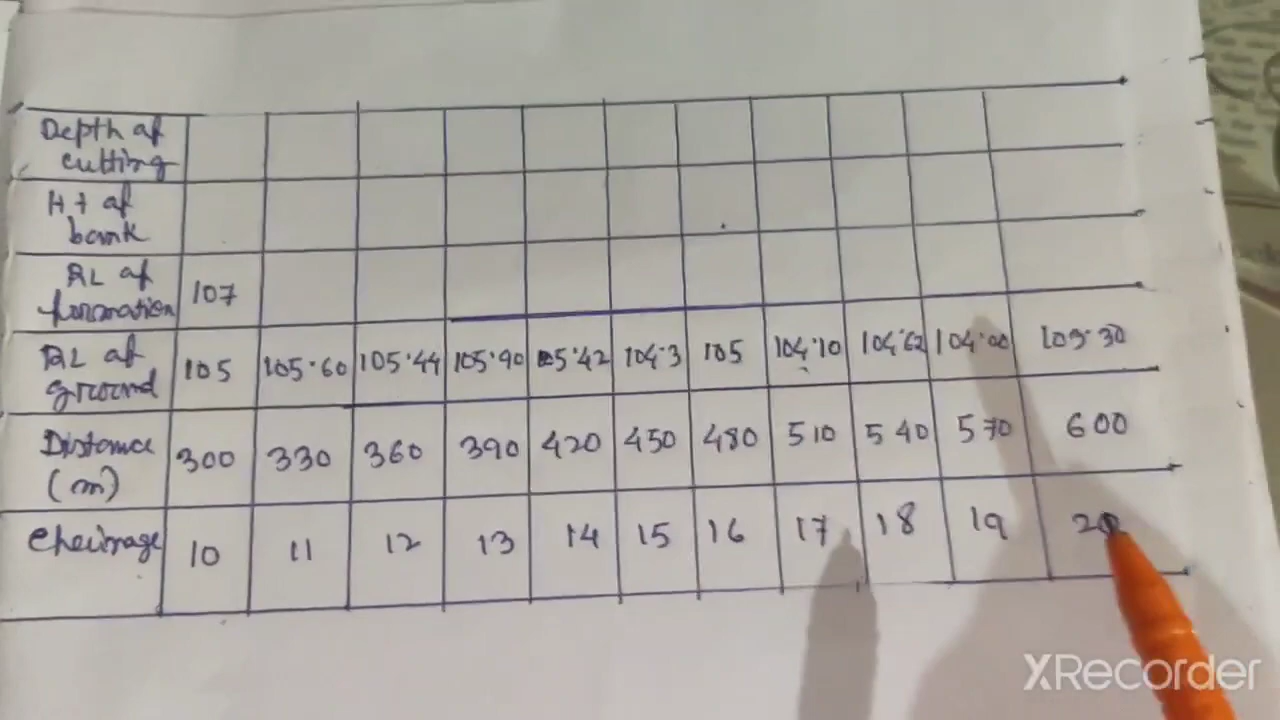 Depth of
cutting
Ht of
bank
RL of
formation 107
RL of
ground 105 105.60 105.44 105.90 105.42 104.3 105 104.10 104.62 104.00 103.30
Distance
(m) 300 330 360 390 420 450 480 510 540 570 600
Chainage 10 11 12 13 14 15 16 17 18 19 20
XRecorder